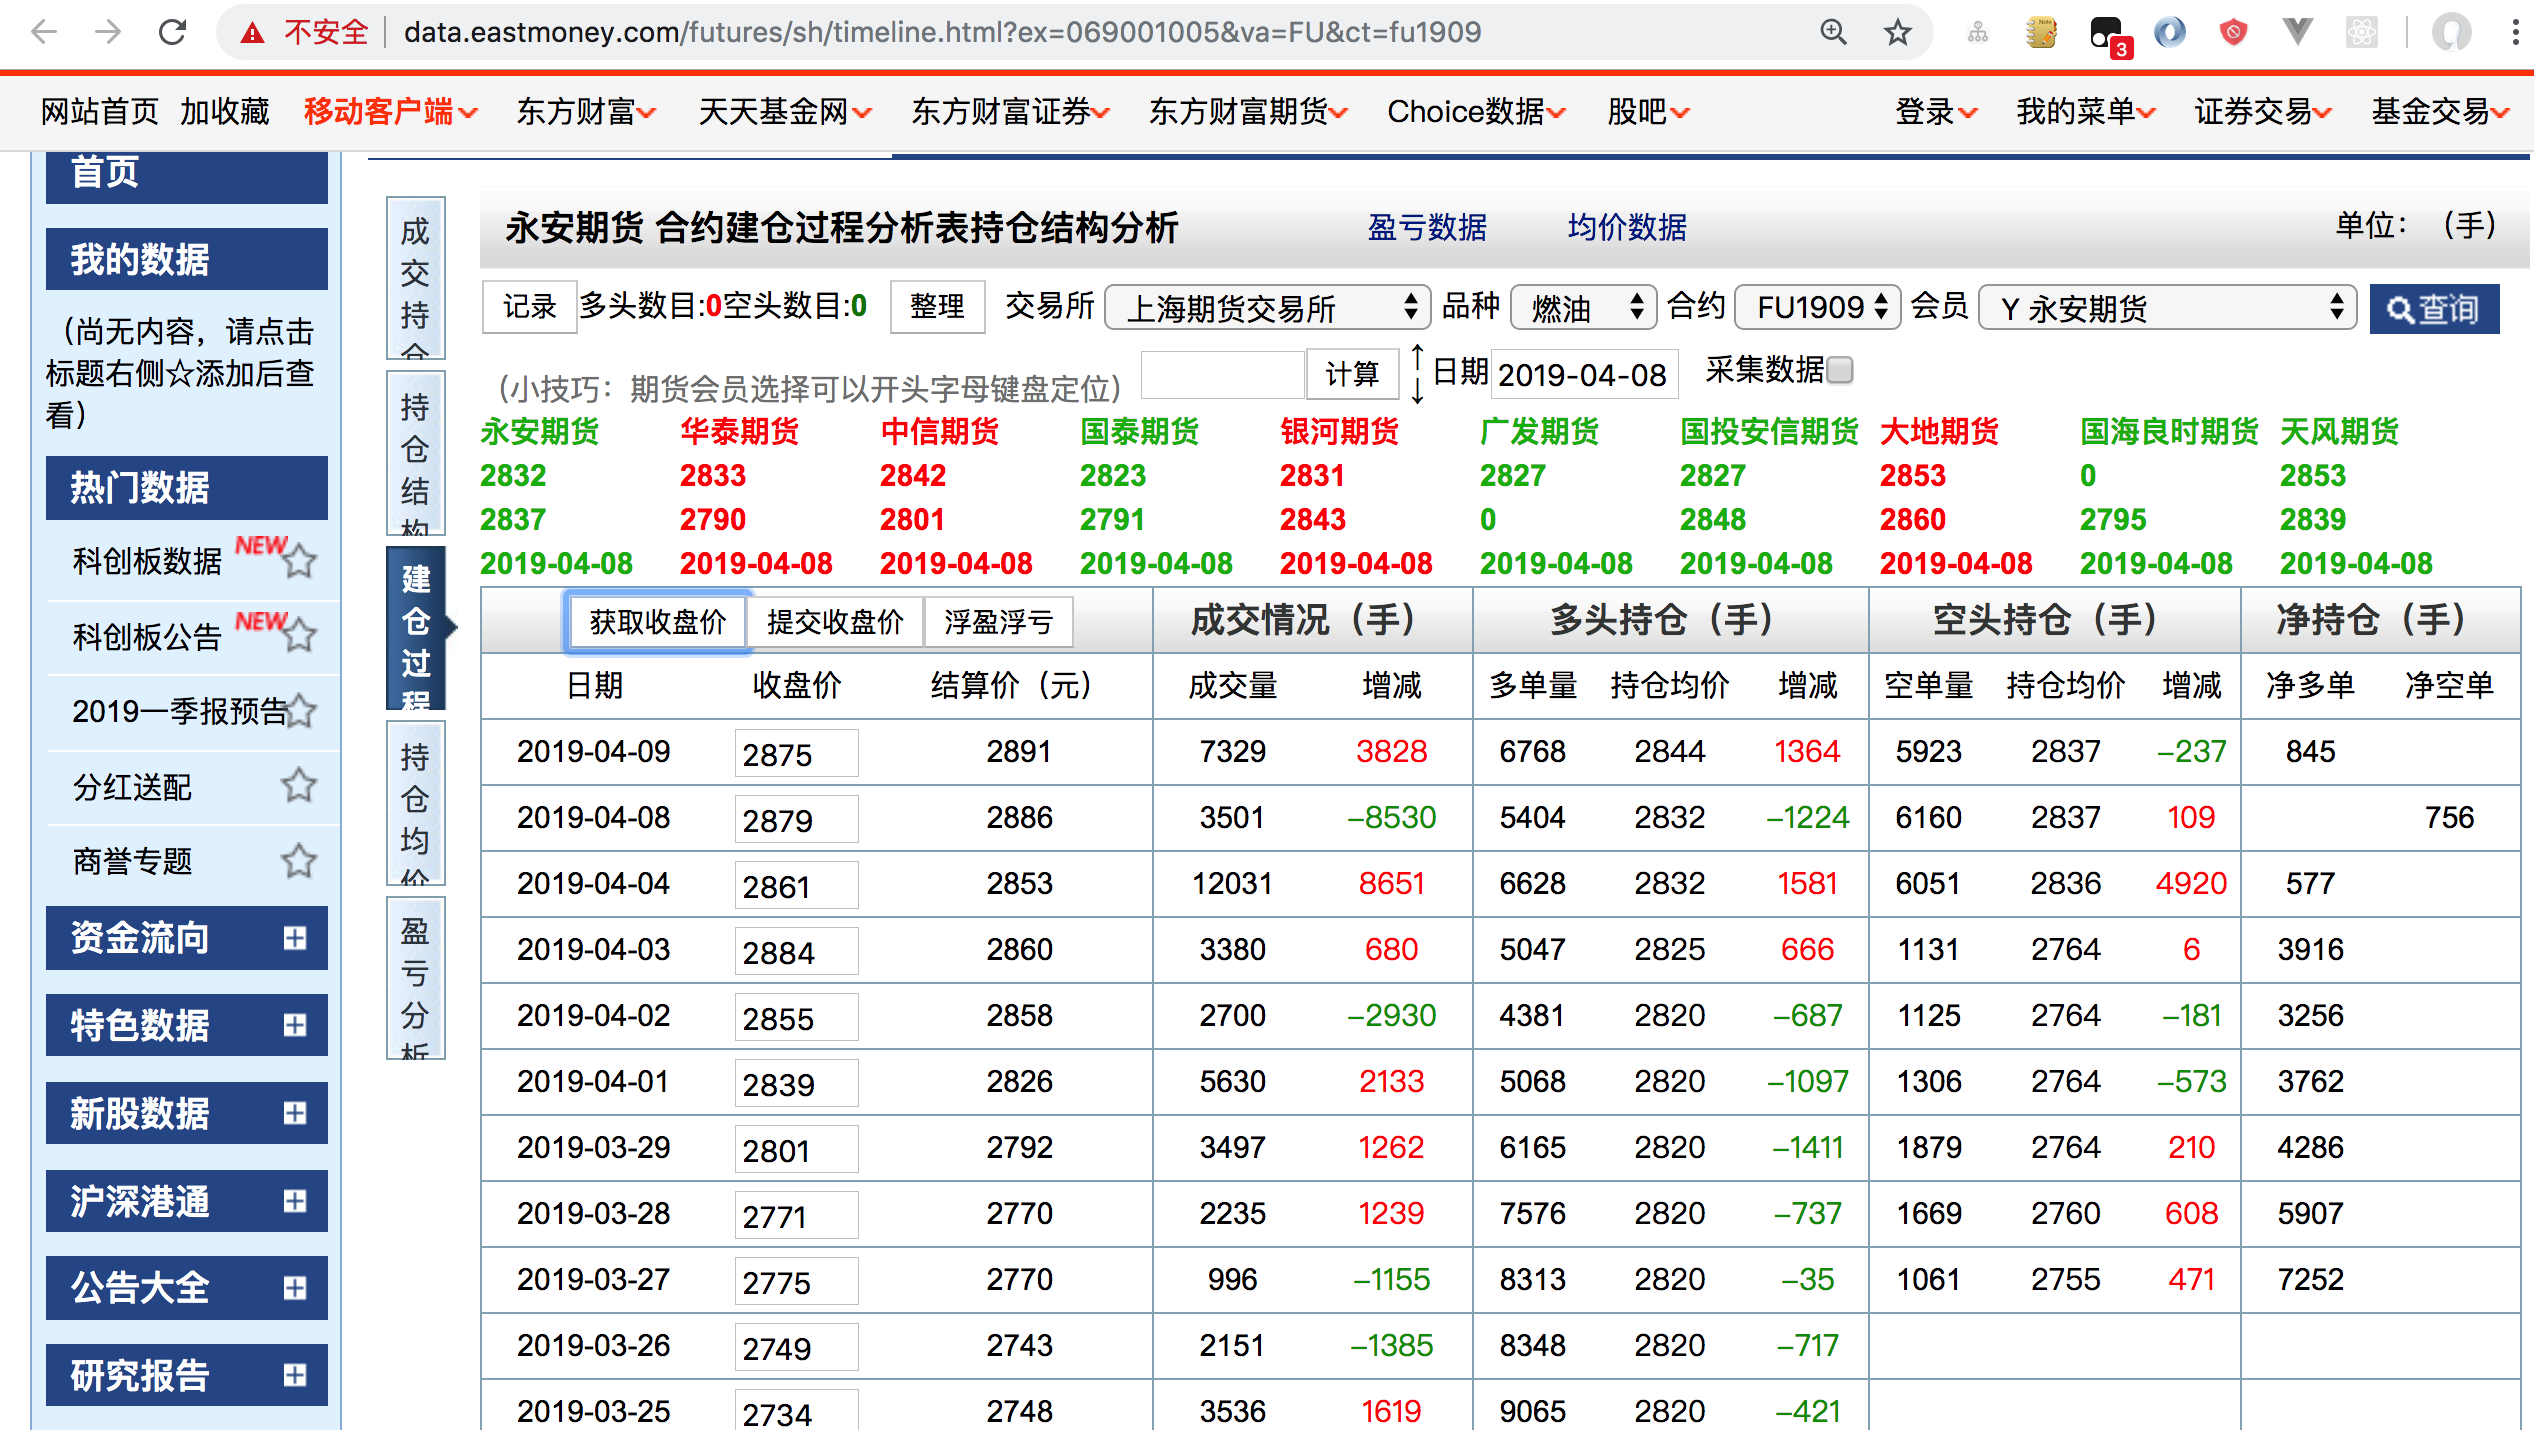 不安全 data.eastmoney.com/futures/sh/timeline.html?ex=069001005&va=FU&ct=fu1909 3
网站首页 加收藏 移动客户端 东方财富 天天基金网 东方财富证券 东方财富期货 Choice数据 股吧 登录 我的菜单 证券交易 基金交易
首页
我的数据
（尚无内容，请点击
标题右侧☆添加后查
看）
热门数据
科创板数据 NEW
科创板公告 NEW
2019一季报预告
分红送配
商誉专题
资金流向
特色数据
新股数据
沪深港通
公告大全
研究报告
成交持仓
持仓结构
建仓过程
持仓均价
盈亏分析
永安期货 合约建仓过程分析表持仓结构分析 盈亏数据 均价数据 单位：（手）
记录 多头数目:0空头数目:0 整理 交易所 上海期货交易所 品种 燃油 合约 FU1909 会员 Y 永安期货 查询
（小技巧：期货会员选择可以开头字母键盘定位） 计算 ↑↓ 日期 2019-04-08 采集数据
永安期货 华泰期货 中信期货 国泰期货 银河期货 广发期货 国投安信期货 大地期货 国海良时期货 天风期货
2832 2833 2842 2823 2831 2827 2827 2853 0 2853
2837 2790 2801 2791 2843 0 2848 2860 2795 2839
2019-04-08 2019-04-08 2019-04-08 2019-04-08 2019-04-08 2019-04-08 2019-04-08 2019-04-08 2019-04-08 2019-04-08
获取收盘价 提交收盘价 浮盈浮亏 成交情况（手） 多头持仓（手） 空头持仓（手） 净持仓（手）
日期 收盘价 结算价（元） 成交量 增减 多单量 持仓均价 增减 空单量 持仓均价 增减 净多单 净空单
2019-04-09 2875 2891 7329 3828 6768 2844 1364 5923 2837 -237 845
2019-04-08 2879 2886 3501 -8530 5404 2832 -1224 6160 2837 109 756
2019-04-04 2861 2853 12031 8651 6628 2832 1581 6051 2836 4920 577
2019-04-03 2884 2860 3380 680 5047 2825 666 1131 2764 6 3916
2019-04-02 2855 2858 2700 -2930 4381 2820 -687 1125 2764 -181 3256
2019-04-01 2839 2826 5630 2133 5068 2820 -1097 1306 2764 -573 3762
2019-03-29 2801 2792 3497 1262 6165 2820 -1411 1879 2764 210 4286
2019-03-28 2771 2770 2235 1239 7576 2820 -737 1669 2760 608 5907
2019-03-27 2775 2770 996 -1155 8313 2820 -35 1061 2755 471 7252
2019-03-26 2749 2743 2151 -1385 8348 2820 -717
2019-03-25 2734 2748 3536 1619 9065 2820 -421